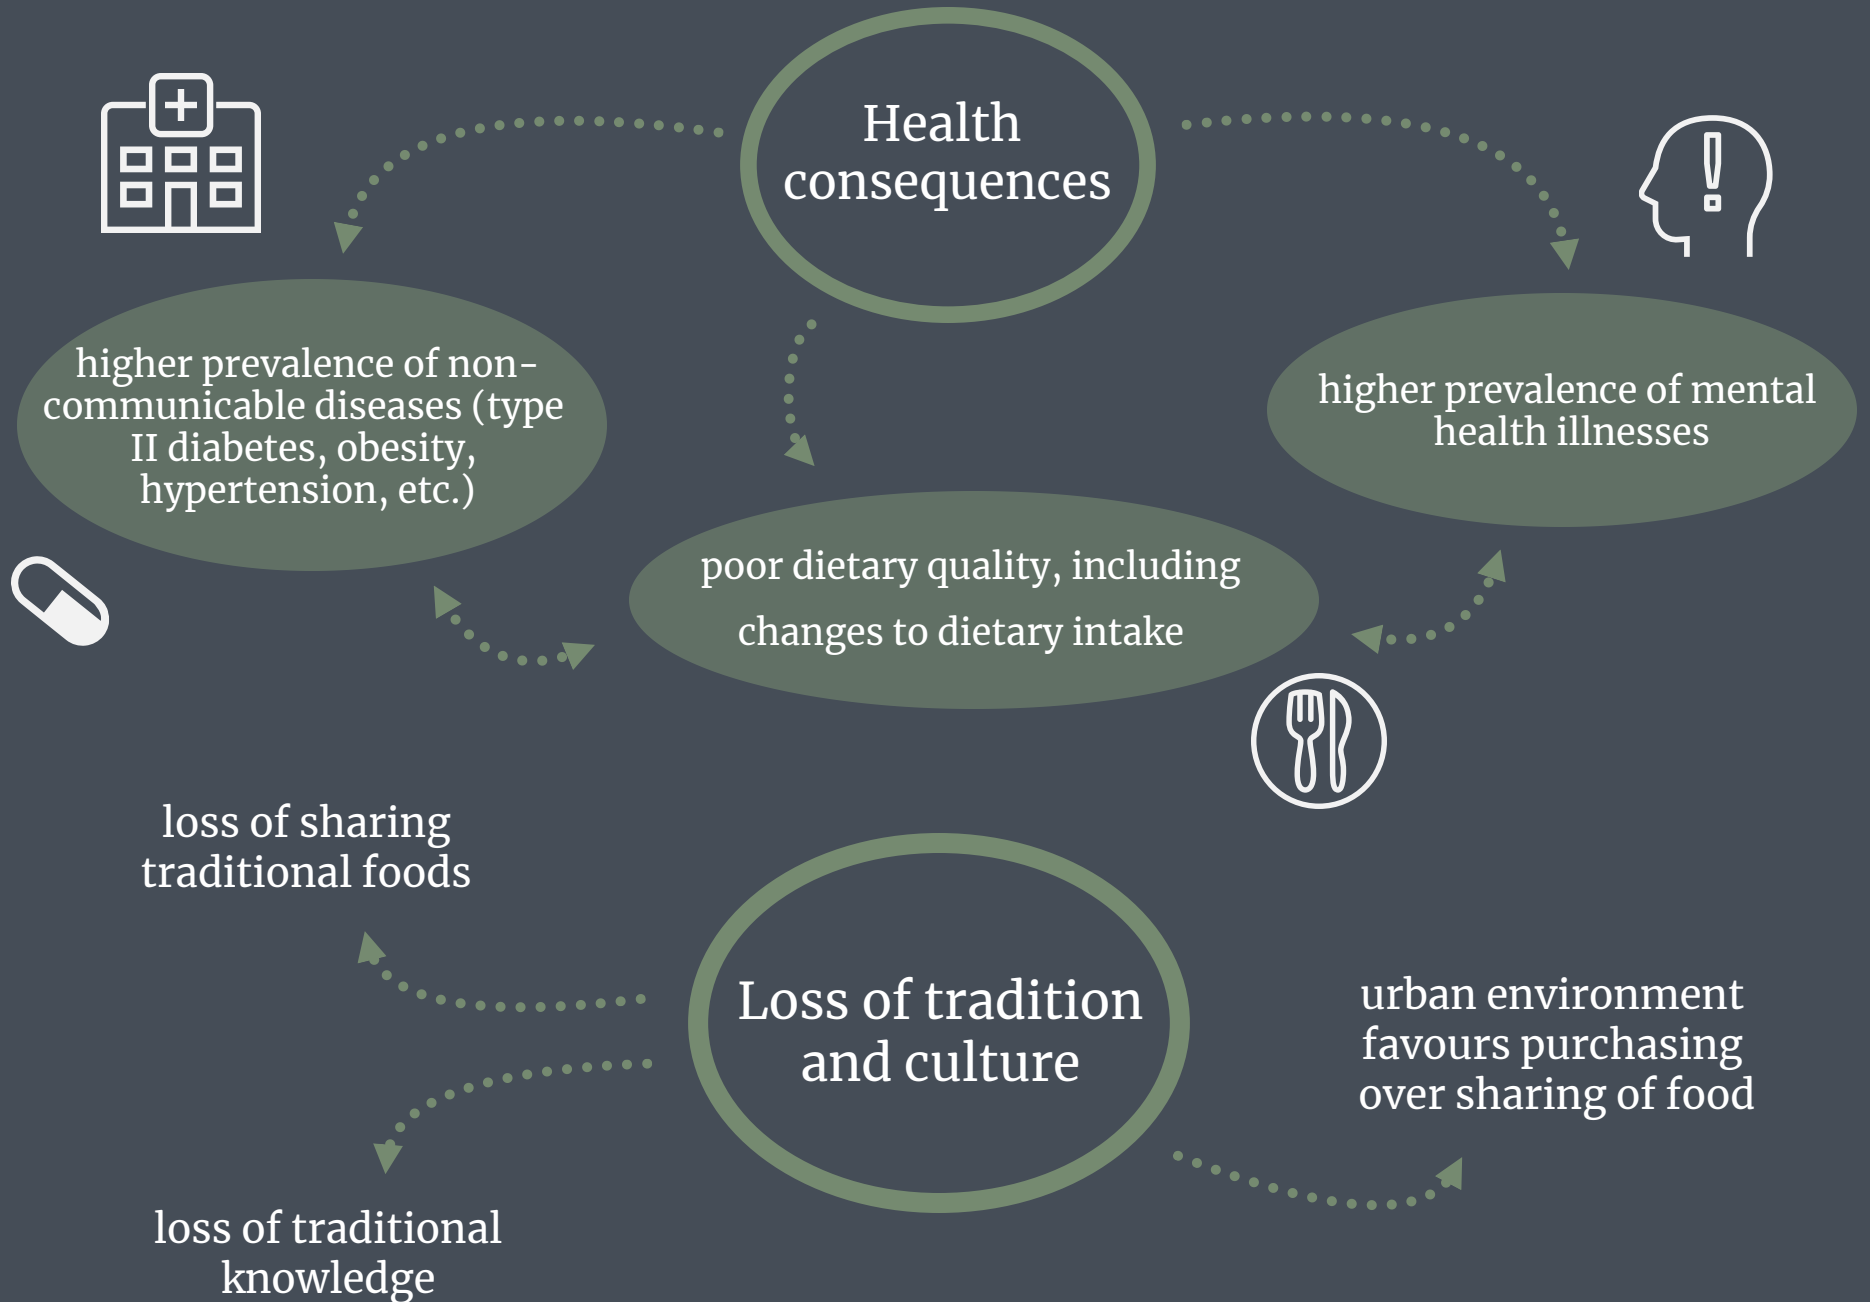 Health
consequences
higher prevalence of non-
communicable diseases (type
II diabetes, obesity,
hypertension, etc.)
higher prevalence of mental
health illnesses
poor dietary quality, including
changes to dietary intake
loss of sharing
traditional foods
Loss of tradition
and culture
urban environment
favours purchasing
over sharing of food
loss of traditional
knowledge